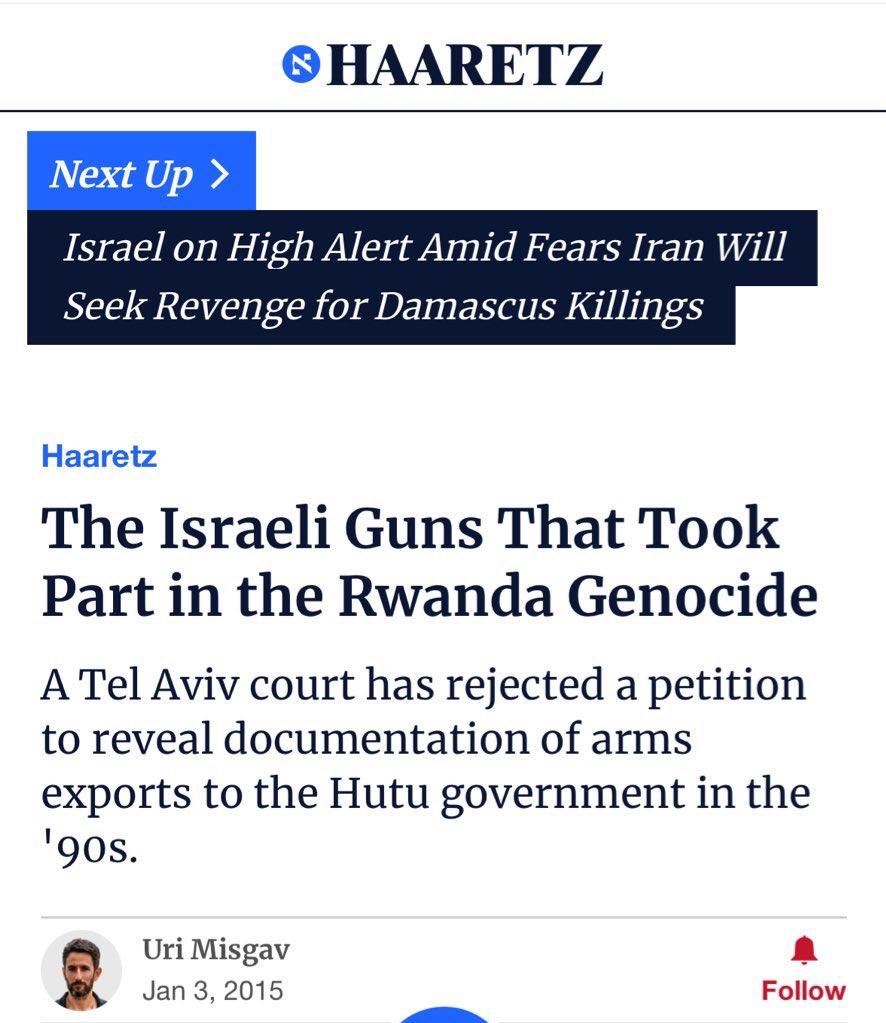 HAARETZ
Next Up >
Israel on High Alert Amid Fears Iran Will
Seek Revenge for Damascus Killings
Haaretz
The Israeli Guns That Took
Part in the Rwanda Genocide
A Tel Aviv court has rejected a petition
to reveal documentation of arms
exports to the Hutu government in the
'90s.
Uri Misgav
Jan 3, 2015
Follow